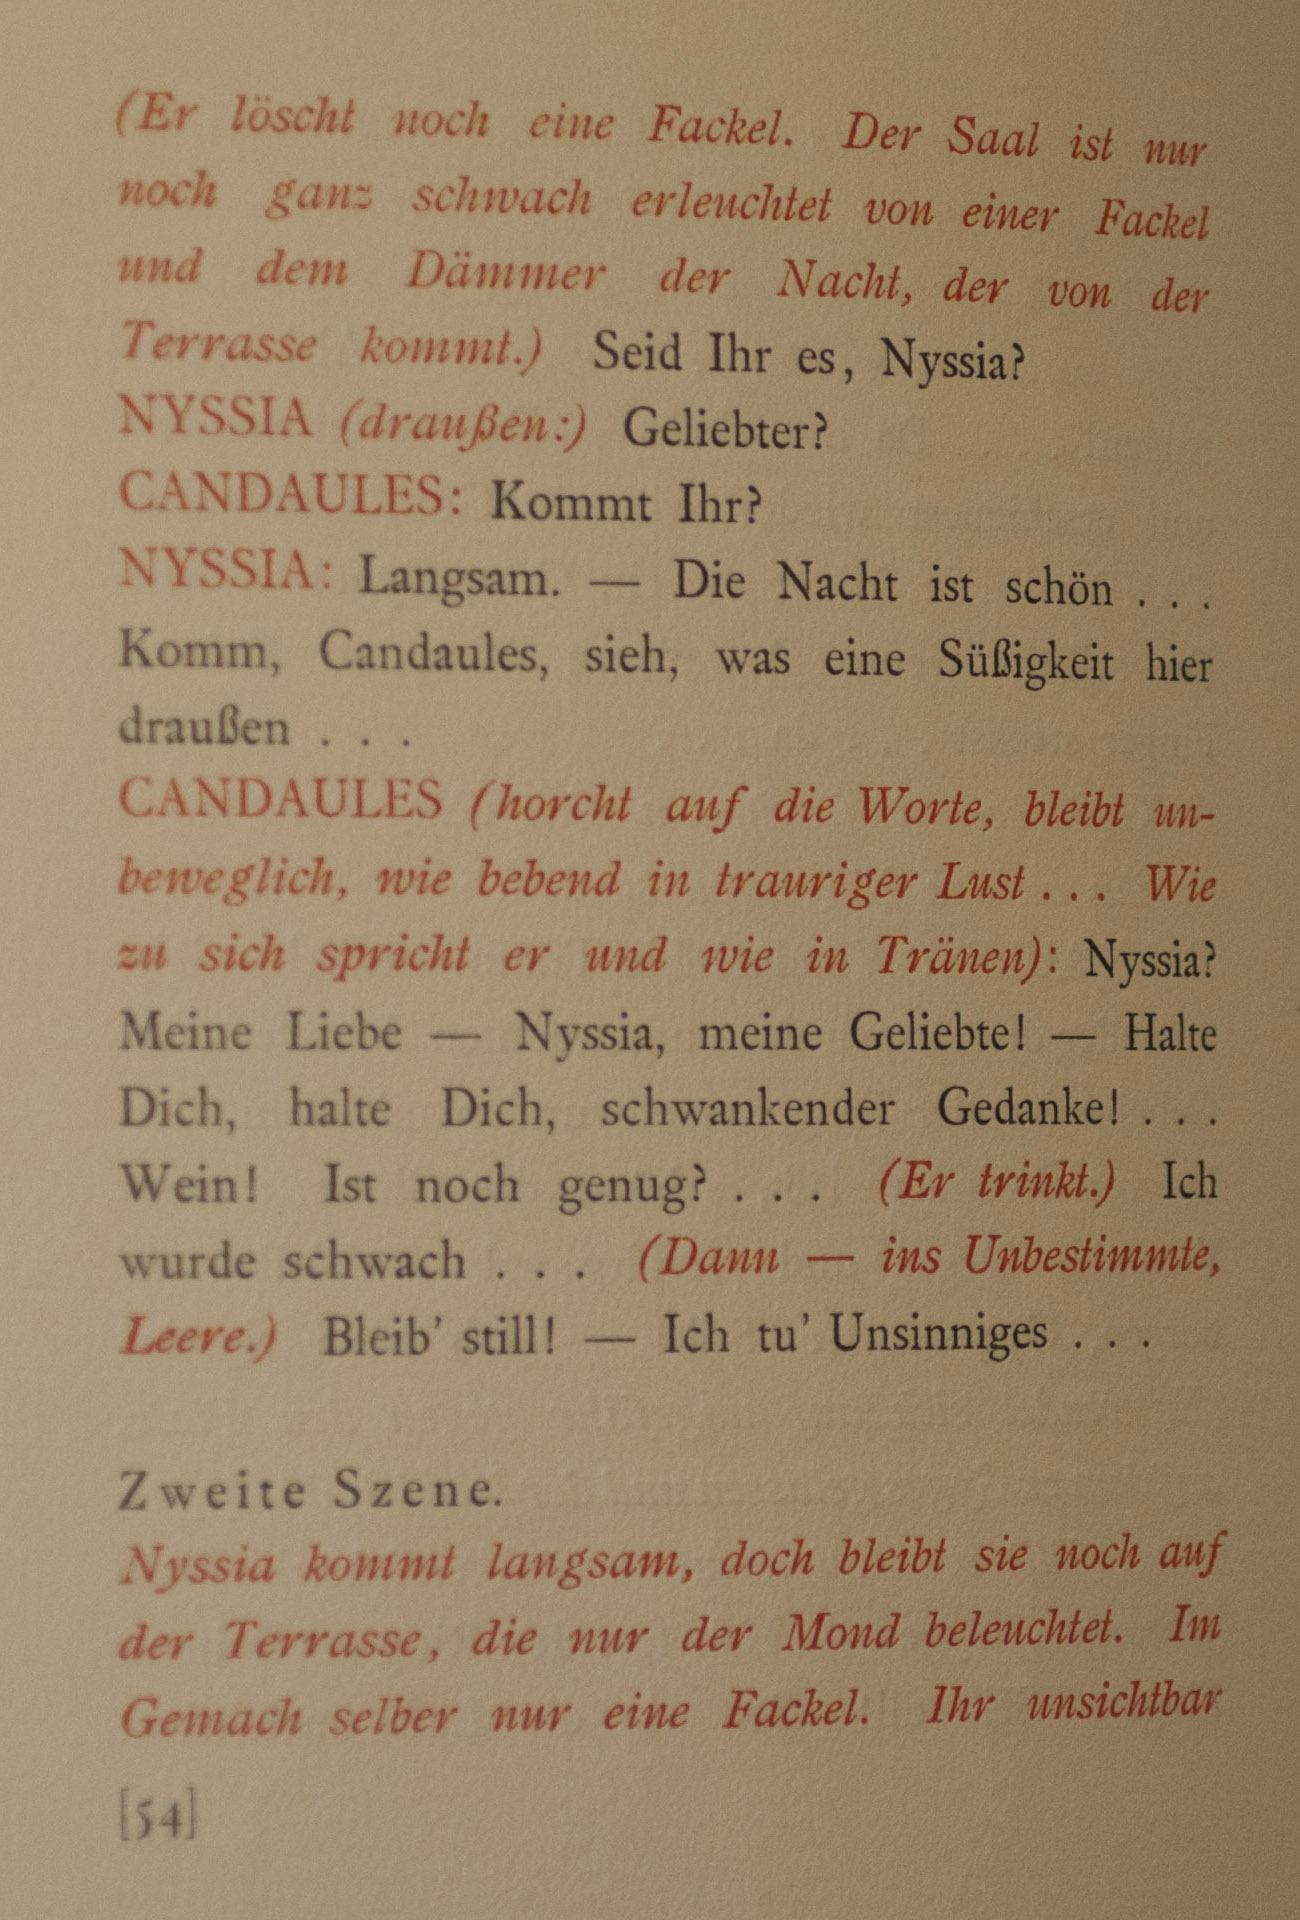 (Er löscht noch eine Fackel. Der Saal ist nur
noch ganz schwach erleuchtet von einer Fackel
und dem Dämmer der Nacht, der von der
Terrasse kommt.) Seid Ihr es, Nyssia?
NYSSIA (draußen:) Geliebter?
CANDAULES: Kommt Ihr?
NYSSIA: Langsam. — Die Nacht ist schön . . .
Komm, Candaules, sieh, was eine Süßigkeit hier
draußen . . .
CANDAULES (horcht auf die Worte, bleibt un-
beweglich, wie bebend in trauriger Lust . . . Wie
zu sich spricht er und wie in Tränen): Nyssia?
Meine Liebe — Nyssia, meine Geliebte! — Halte
Dich, halte Dich, schwankender Gedanke! . . .
Wein! Ist noch genug? . . . (Er trinkt.) Ich
wurde schwach . . . (Dann — ins Unbestimmte,
Leere.) Bleib’ still! — Ich tu’ Unsinniges . . .
Zweite Szene.
Nyssia kommt langsam, doch bleibt sie noch auf
der Terrasse, die nur der Mond beleuchtet. Im
Gemach selber nur eine Fackel. Ihr unsichtbar
[54]